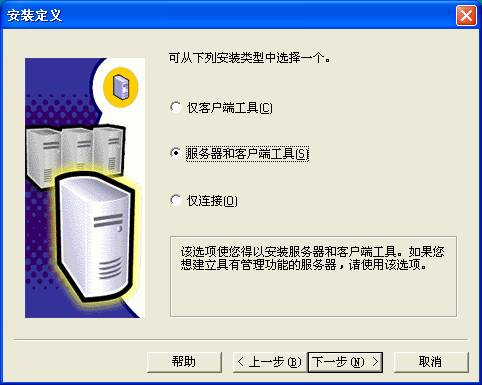 安装定义
可从下列安装类型中选择一个。
仅客户端工具(C)
服务器和客户端工具(S)
仅连接(O)
该选项使您得以安装服务器和客户端工具。如果您
想建立具有管理功能的服务器，请使用该选项。
帮助 < 上一步(B) 下一步(N) > 取消